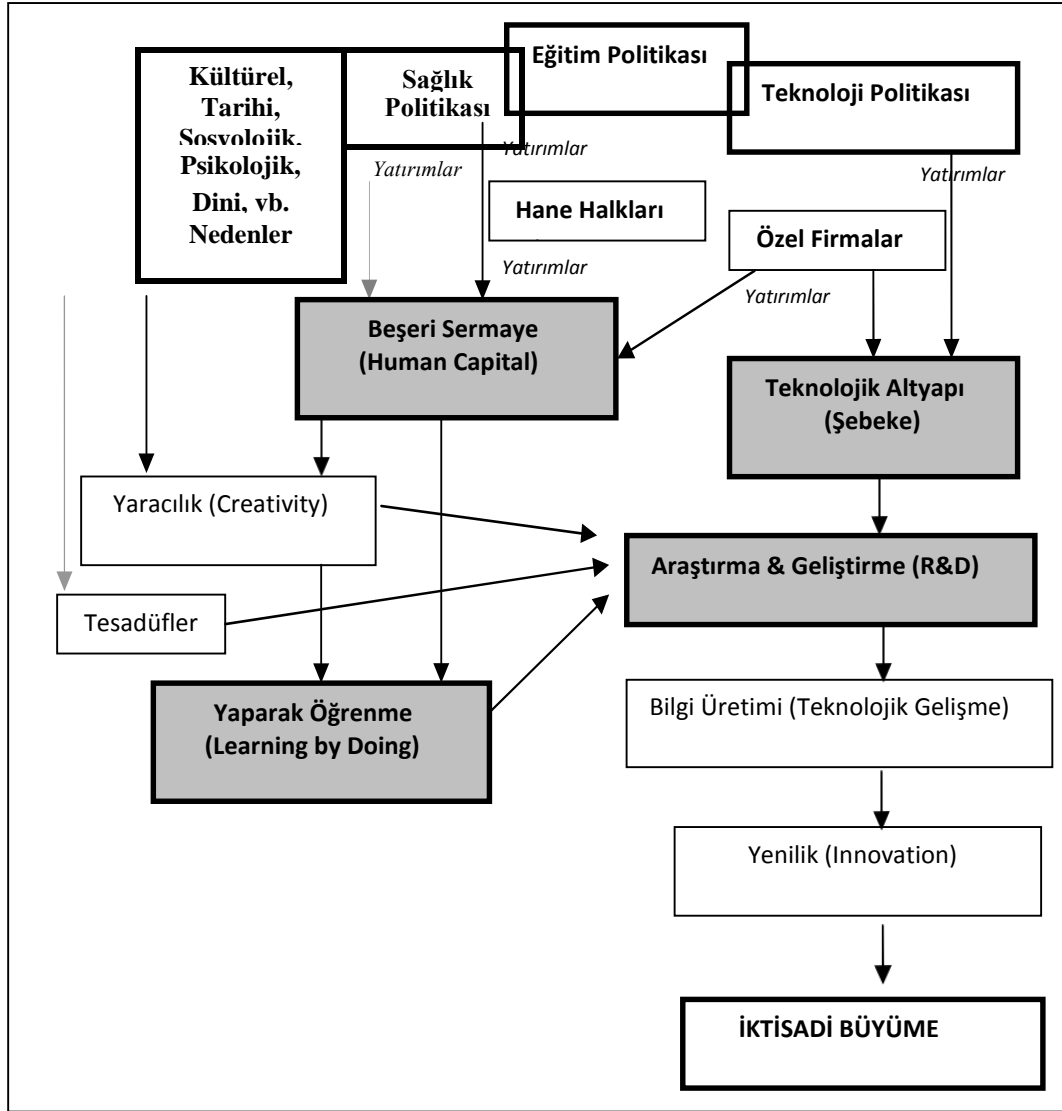 Kültürel,
Tarihi,
Sosyolojik,
Psikolojik,
Dini, vb.
Nedenler
Sağlık
Politikası
Eğitim Politikası
Teknoloji Politikası
Yatırımlar
Yatırımlar
Yatırımlar
Hane Halkları
Özel Firmalar
Yatırımlar
Yatırımlar
Beşeri Sermaye
(Human Capital)
Teknolojik Altyapı
(Şebeke)
Yaracılık (Creativity)
Araştırma & Geliştirme (R&D)
Tesadüfler
Yaparak Öğrenme
(Learning by Doing)
Bilgi Üretimi (Teknolojik Gelişme)
Yenilik (Innovation)
İKTİSADİ BÜYÜME